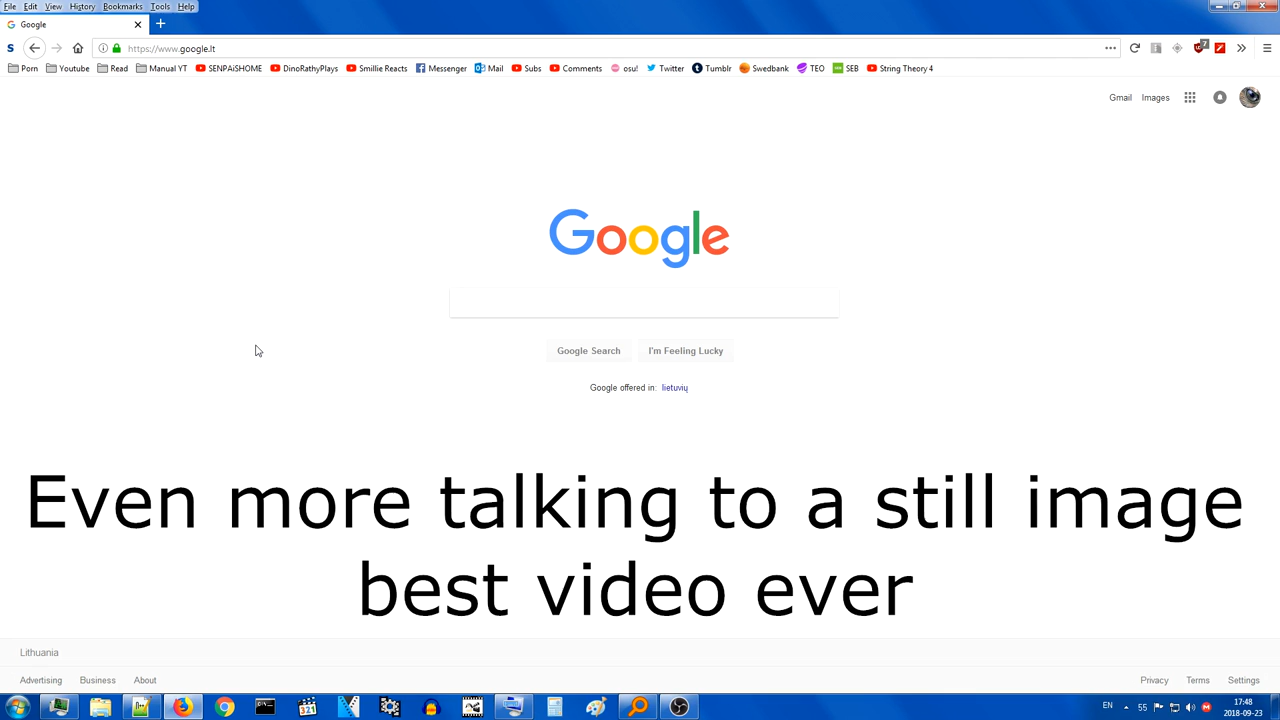 File Edit View History Bookmarks Tools Help
Google
S https://www.google.lt 7
Porn Youtube Read Manual YT SENPAiSHOME DinoRathyPlays Smillie Reacts Messenger Mail Subs Comments osu! Twitter Tumblr Swedbank TEO SEB String Theory 4
Gmail Images
Google
Google Search I'm Feeling Lucky
Google offered in: lietuvių
Even more talking to a still image
best video ever
Lithuania
Advertising Business About Privacy Terms Settings
EN 55 17:48
2018-09-23